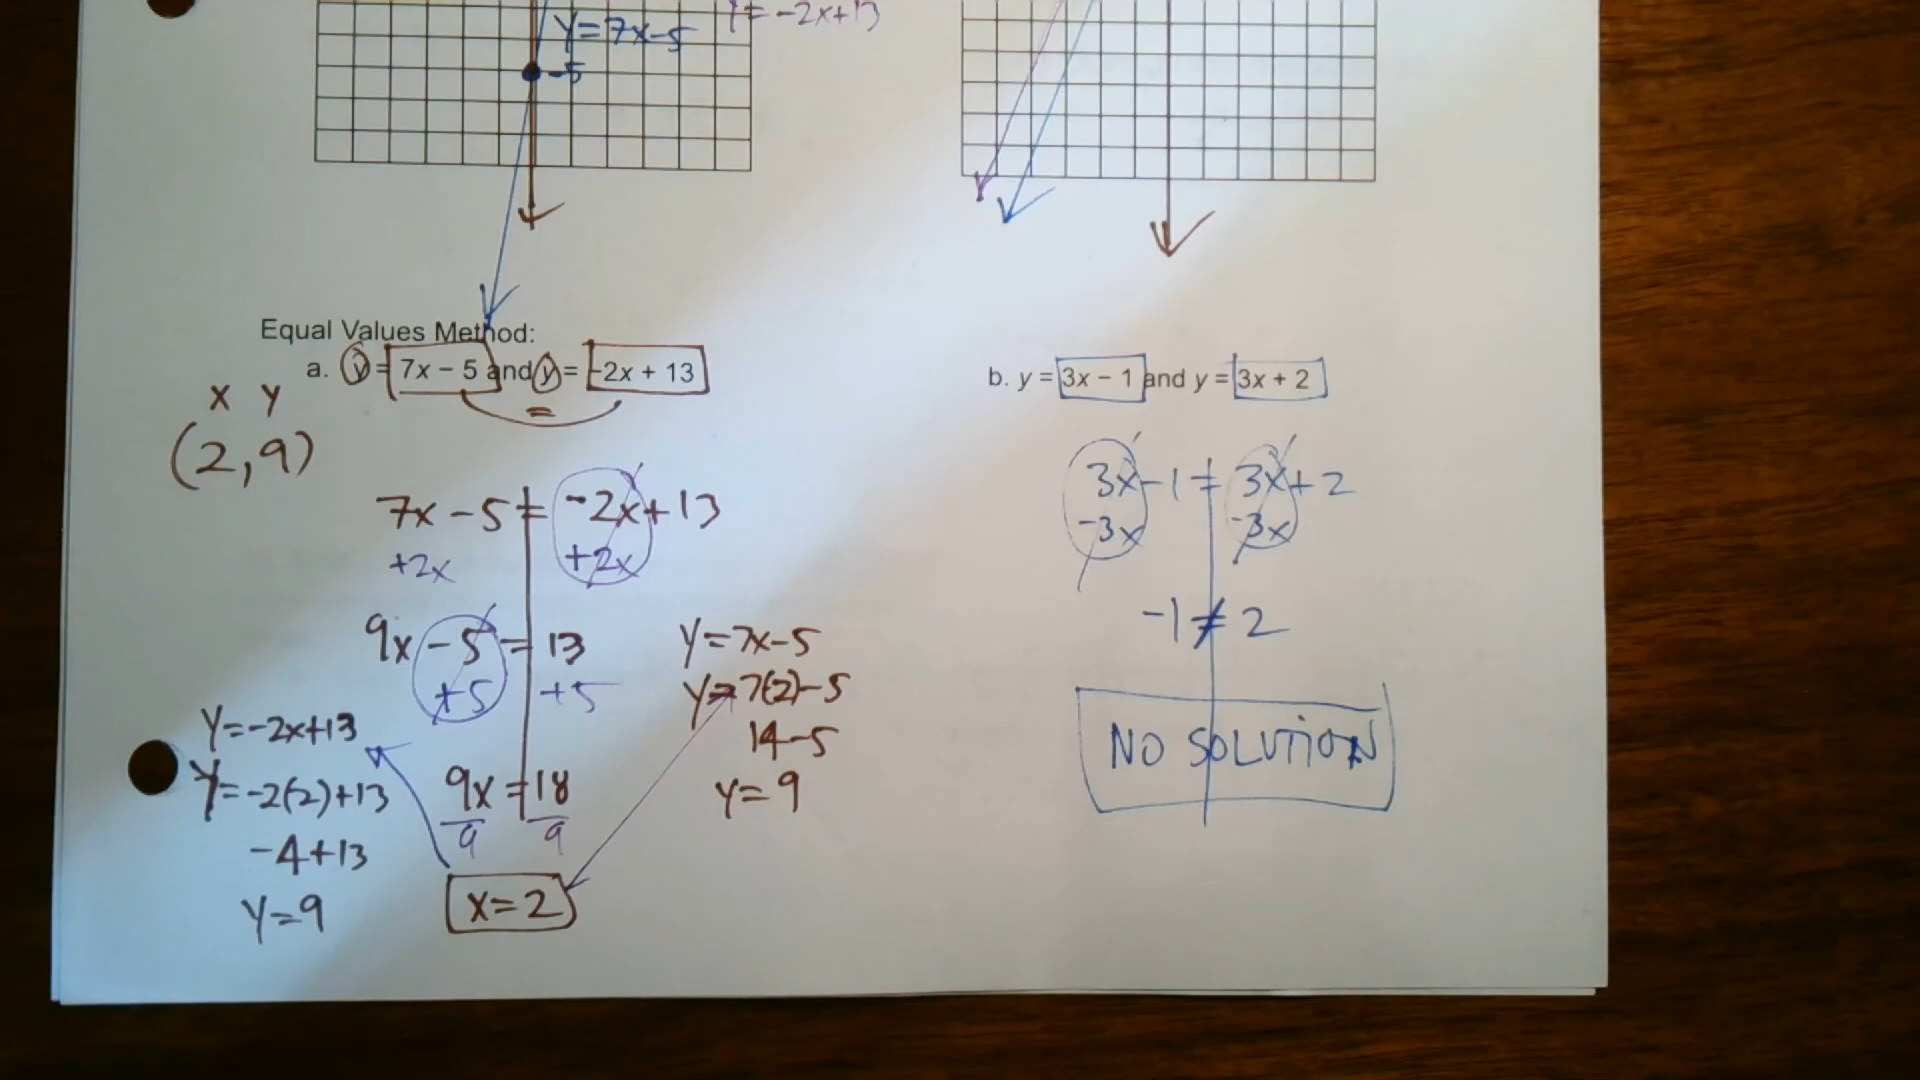 y=7x-5
y=-2x+13
-5
Equal Values Method:
a. y = 7x − 5 and y = -2x + 13
=
x y
(2,9)
7x-5=-2x+13
+2x +2x
9x-5=13
+5 +5
9x=18
9 9
x=2
y=-2x+13
y=-2(2)+13
-4+13
y=9
y=7x-5
y=7(2)-5
14-5
y=9
b. y = 3x − 1 and y = 3x + 2
3x-1=3x+2
-3x -3x
-1≠2
NO SOLUTION